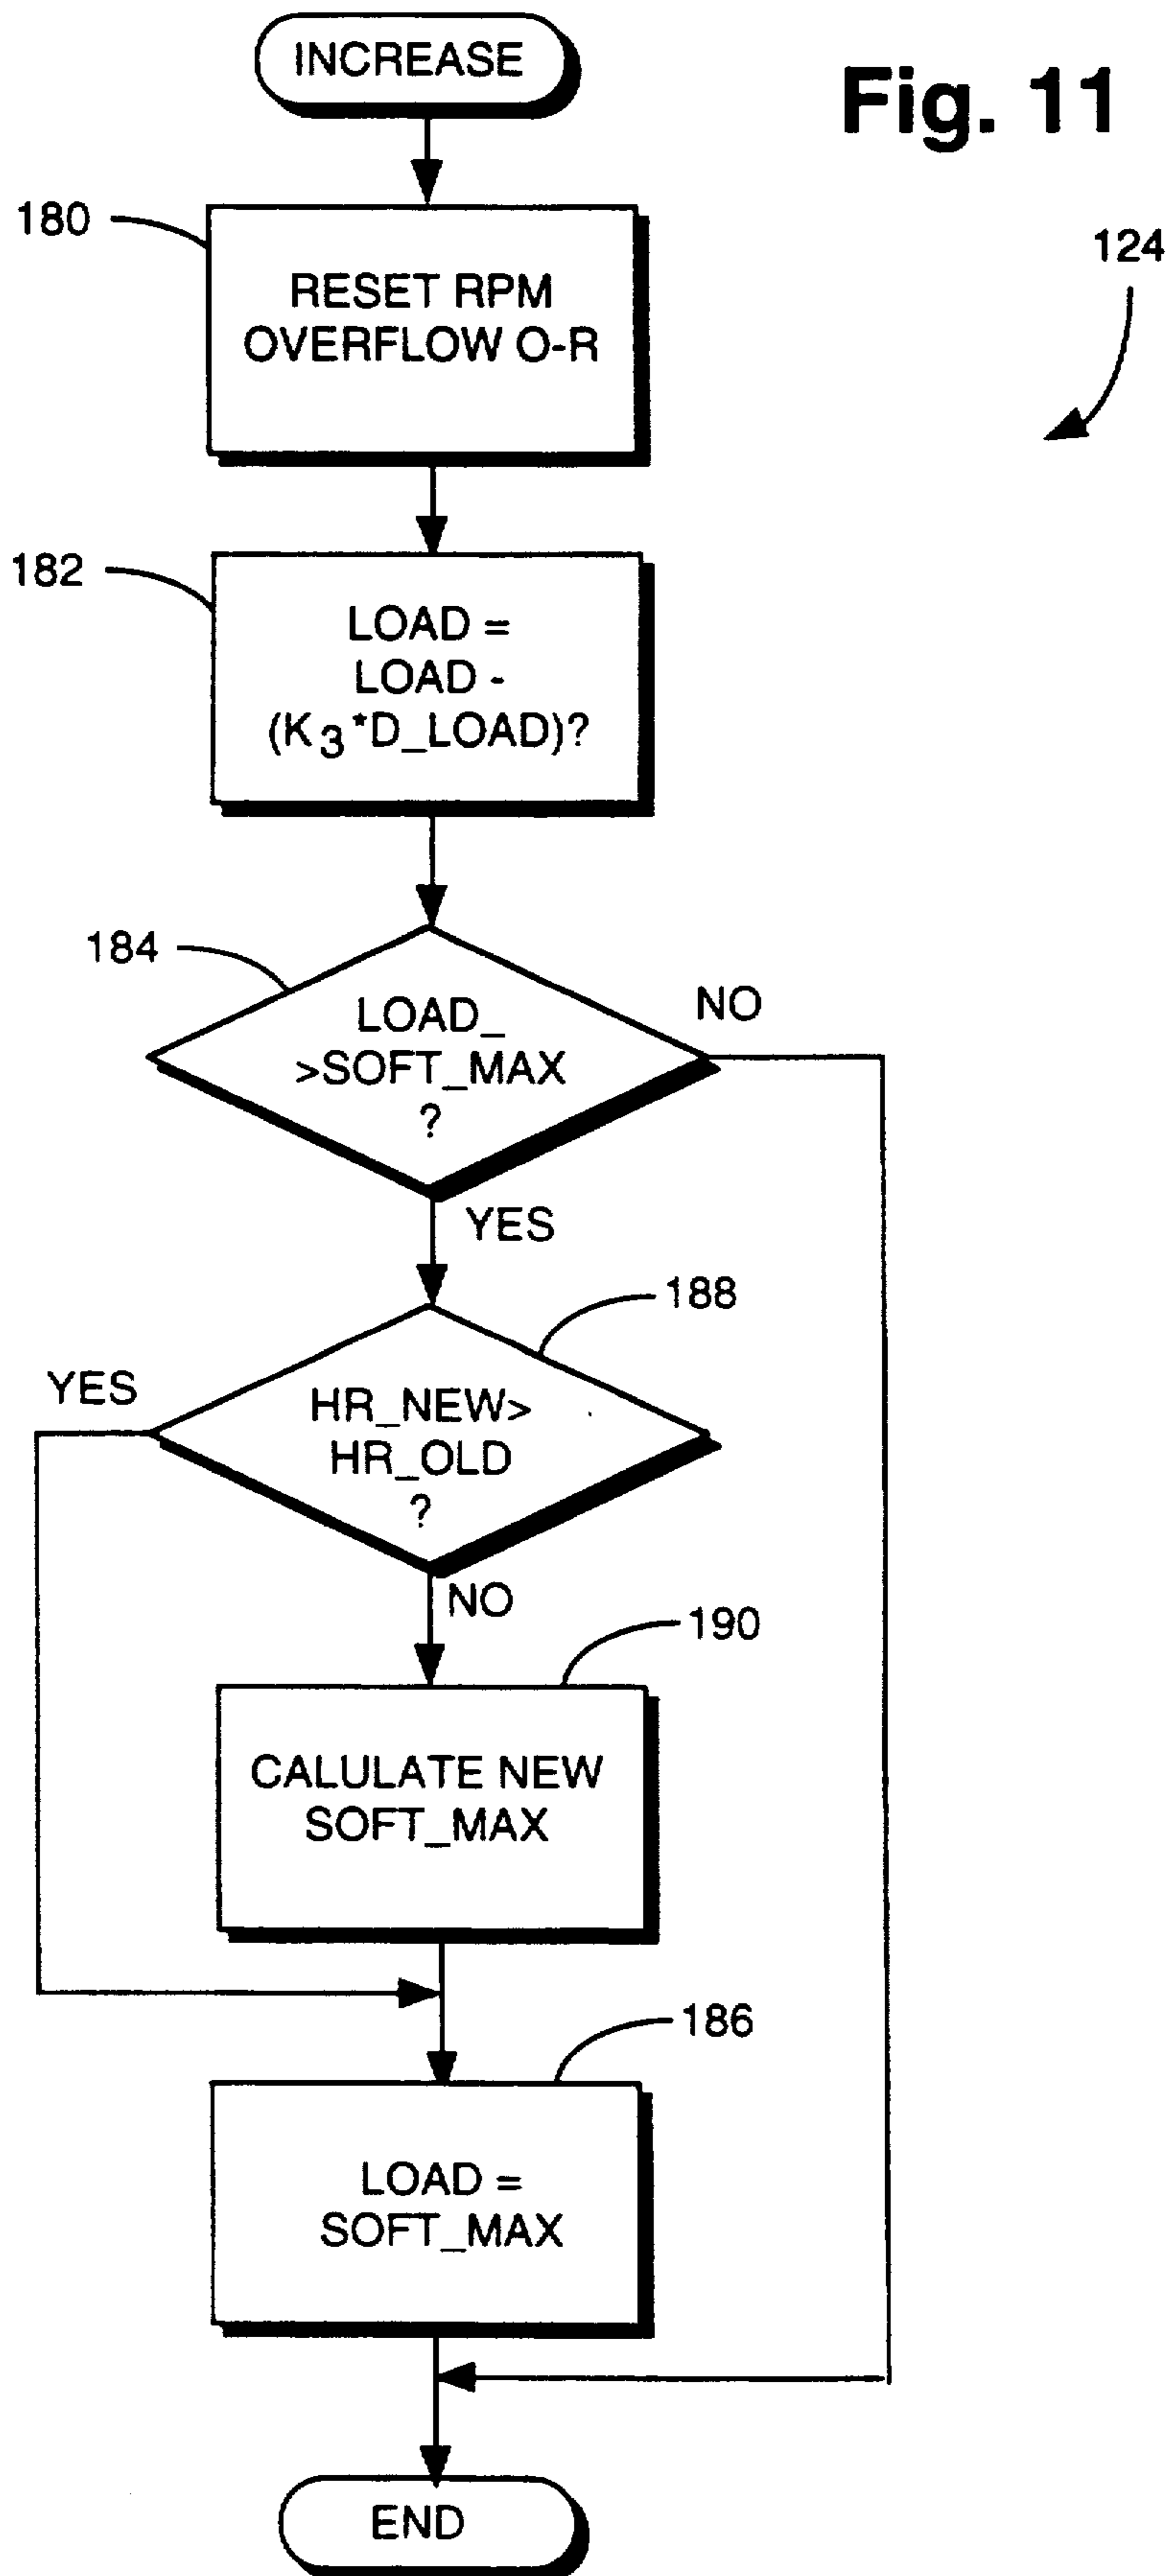 INCREASE
Fig. 11
180
124
RESET RPM
OVERFLOW O-R
182
LOAD =
LOAD -
(K3*D_LOAD)?
184
NO
LOAD_
>SOFT_MAX
?
YES
188
YES
HR_NEW>
HR_OLD
?
NO
190
CALULATE NEW
SOFT_MAX
186
LOAD =
SOFT_MAX
END